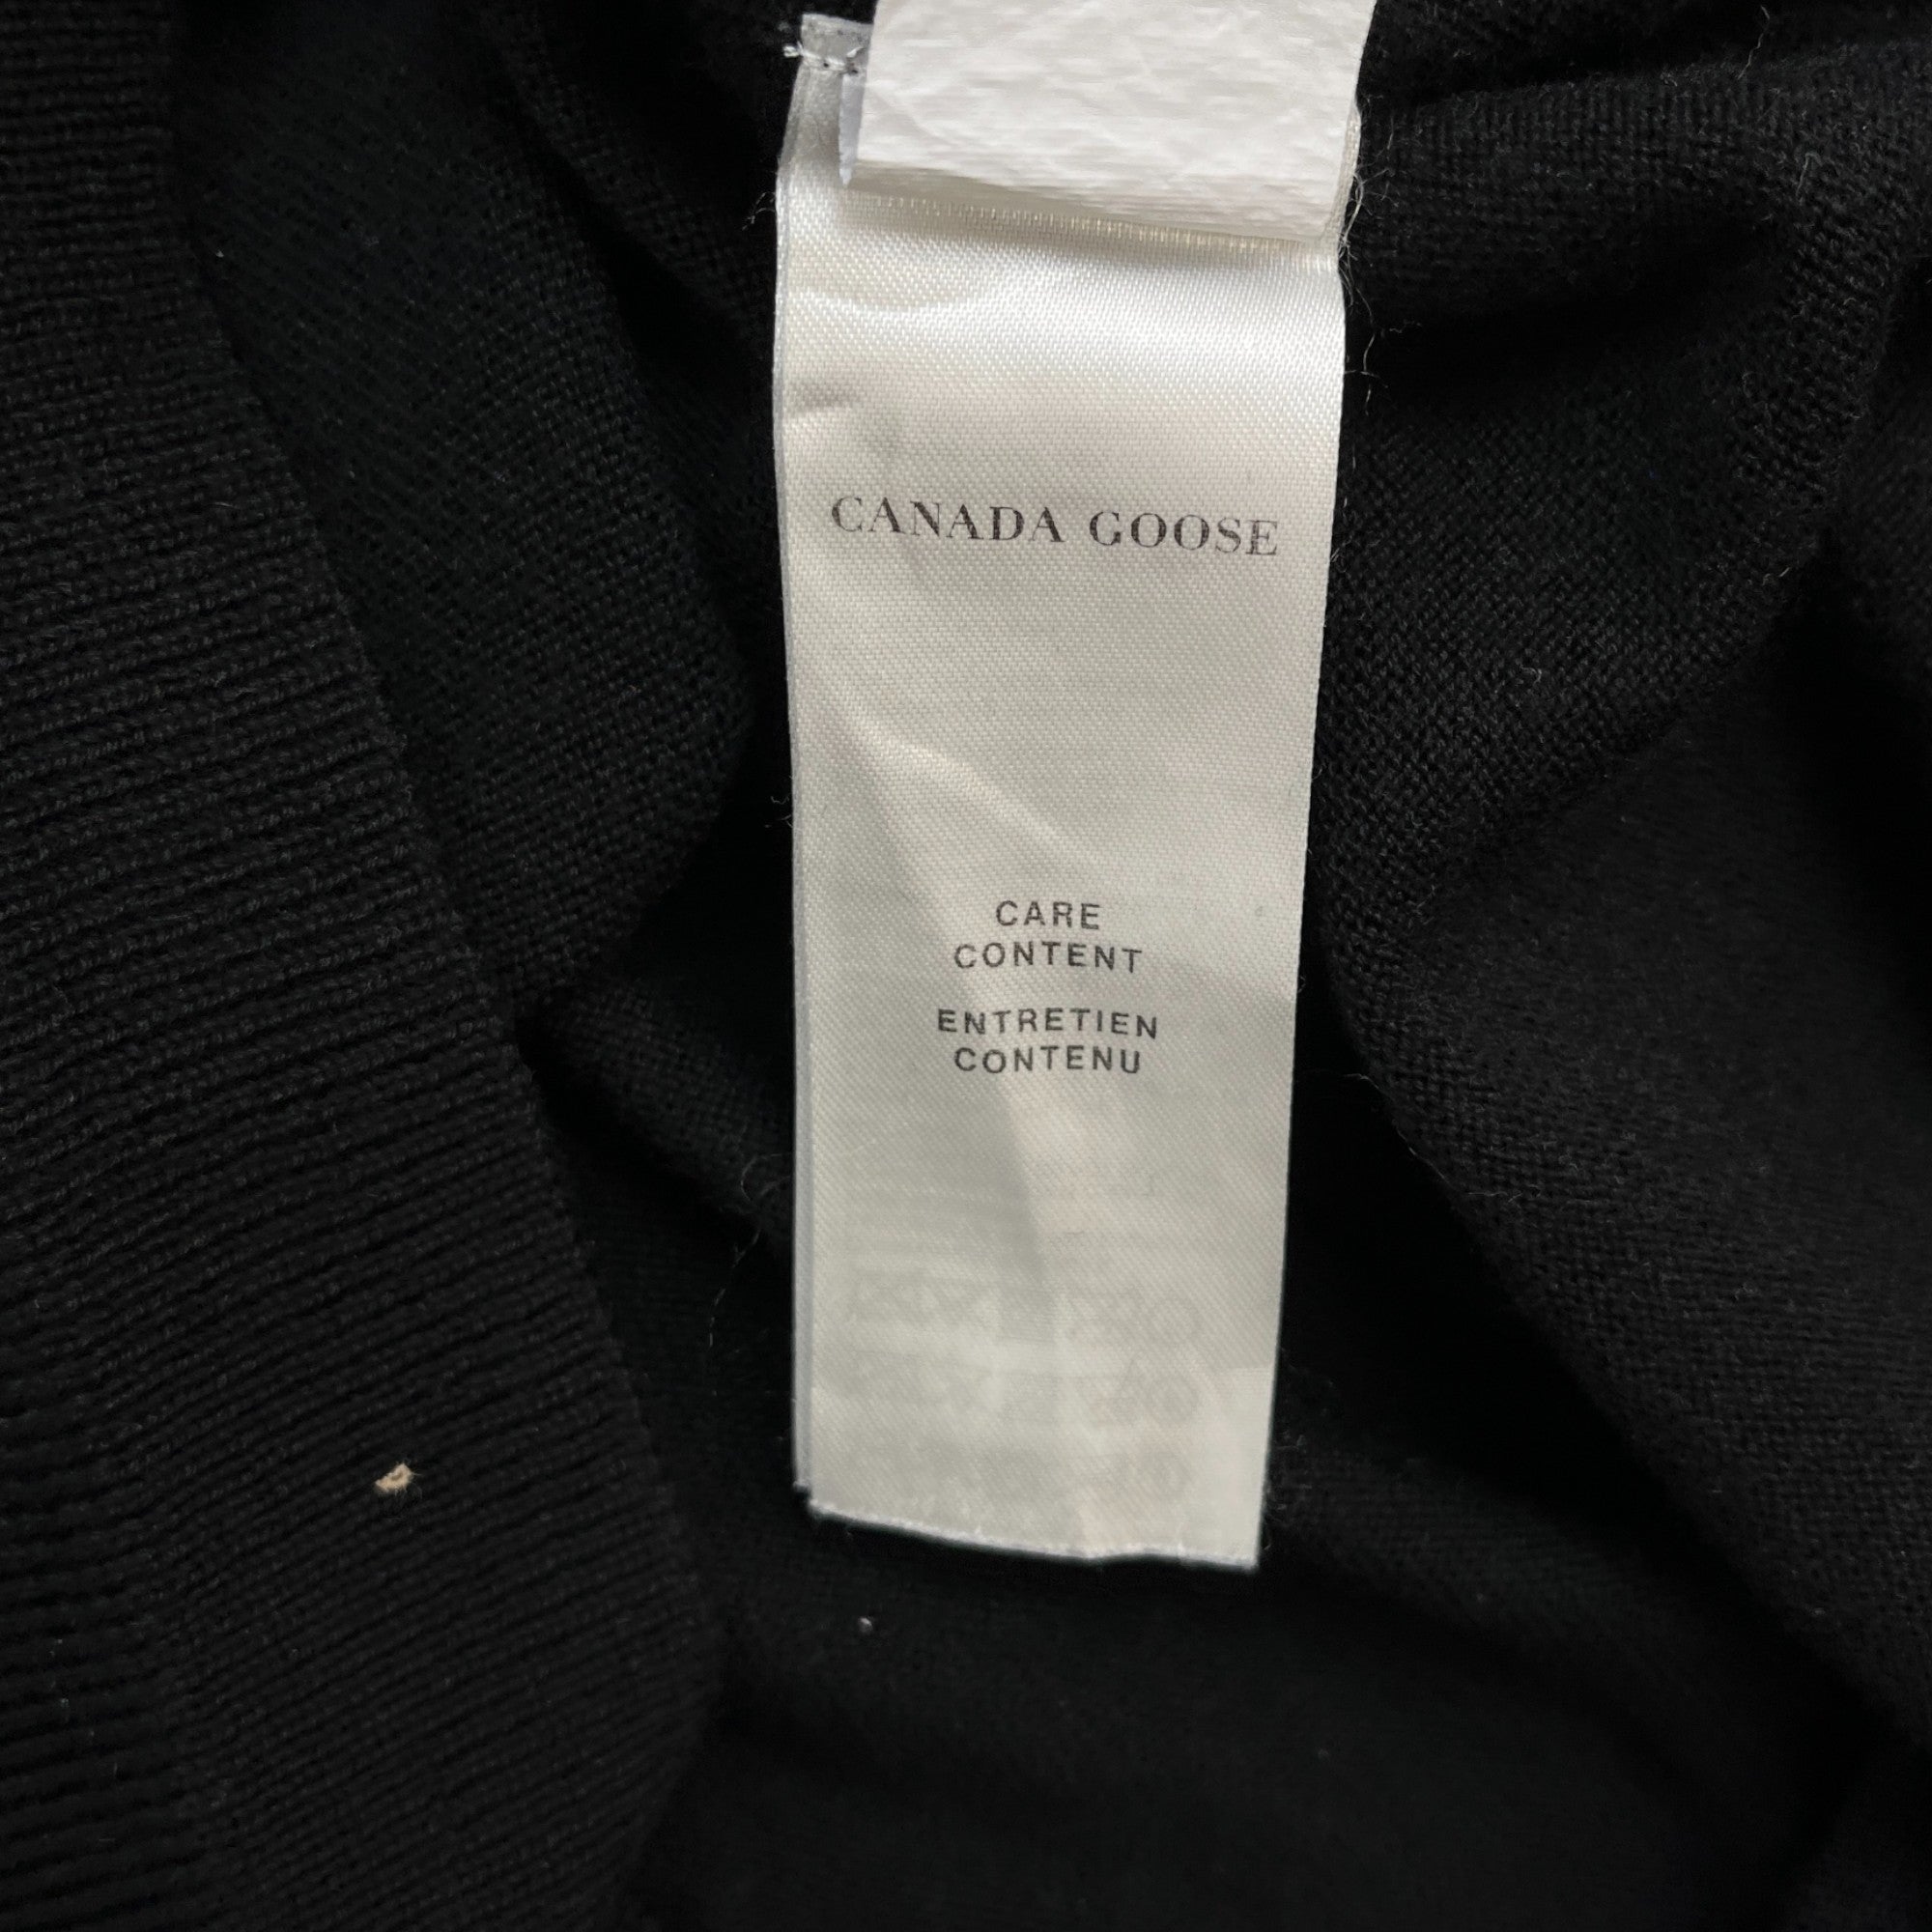 CANADA GOOSE
CARE
CONTENT
ENTRETIEN
CONTENU